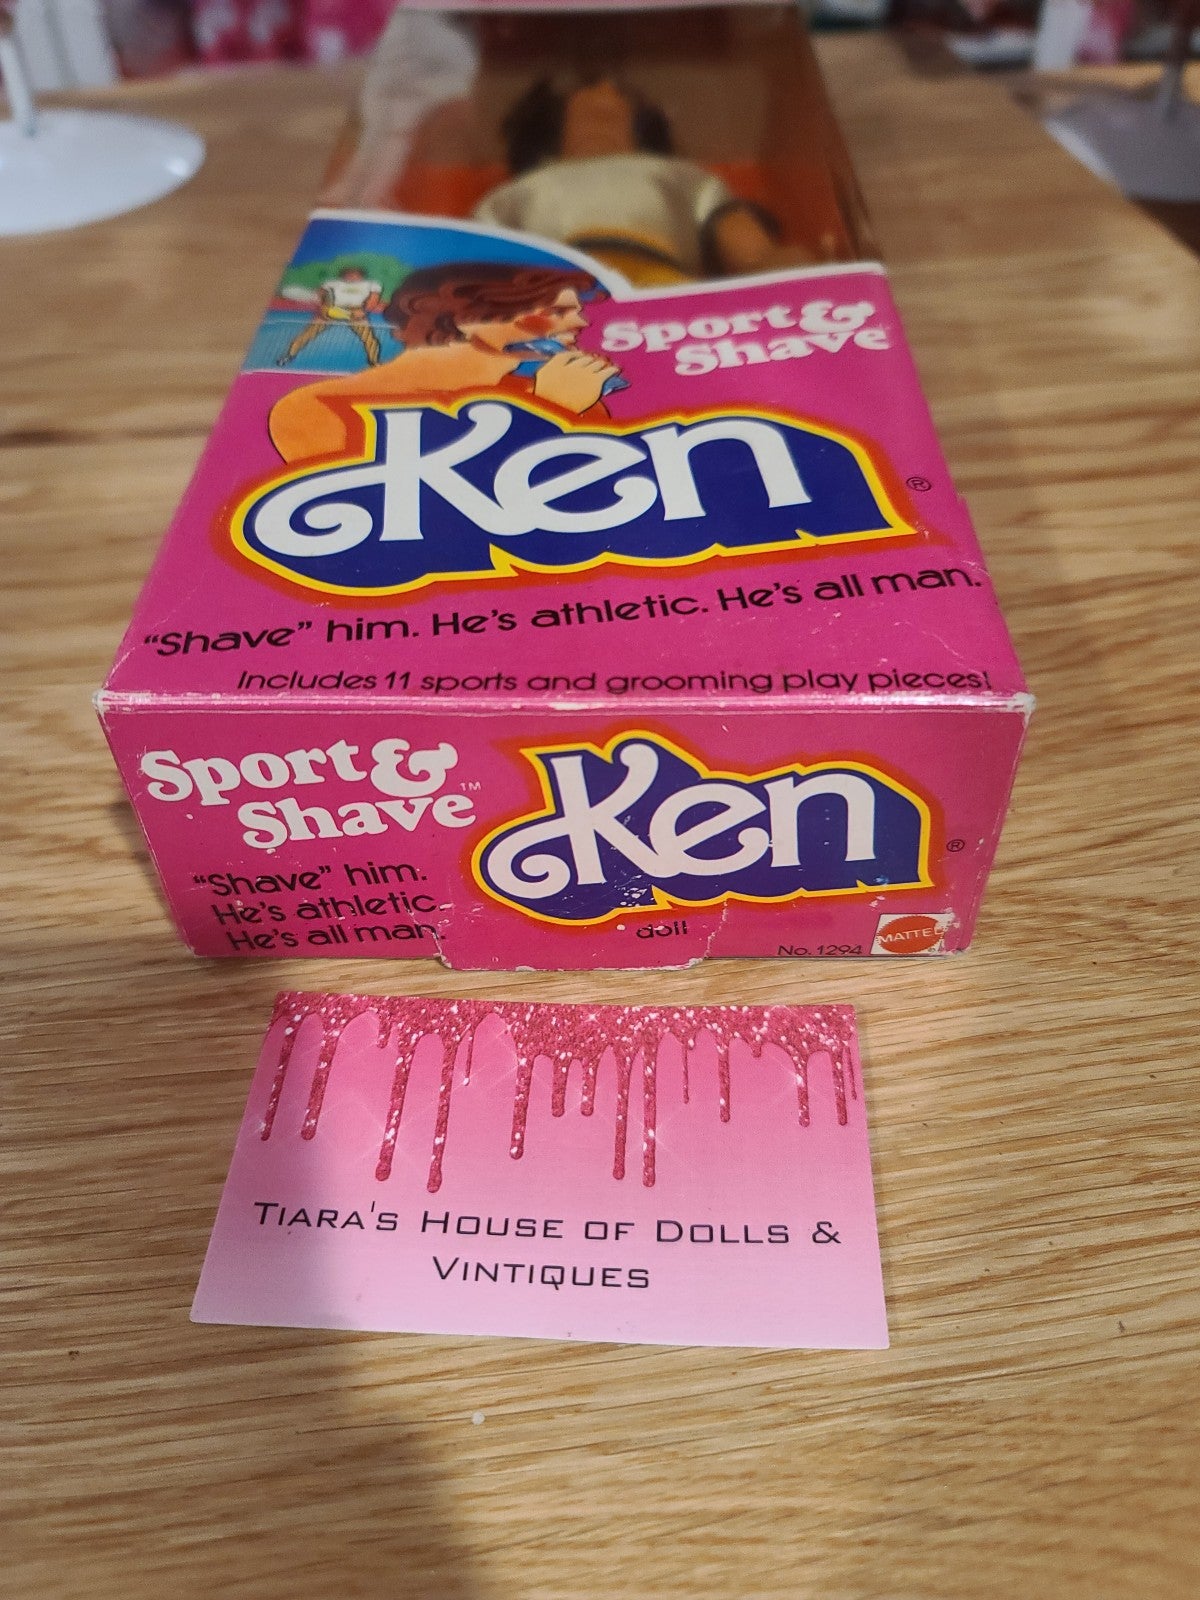 Sport &
Shave
Ken®
"Shave" him. He's athletic. He's all man.
Includes 11 sports and grooming play pieces!
Sport &
Shave™
Ken®
doll
"Shave" him.
He's athletic.
He's all man.
No. 1294
MATTEL
TIARA'S HOUSE OF DOLLS &
VINTIQUES